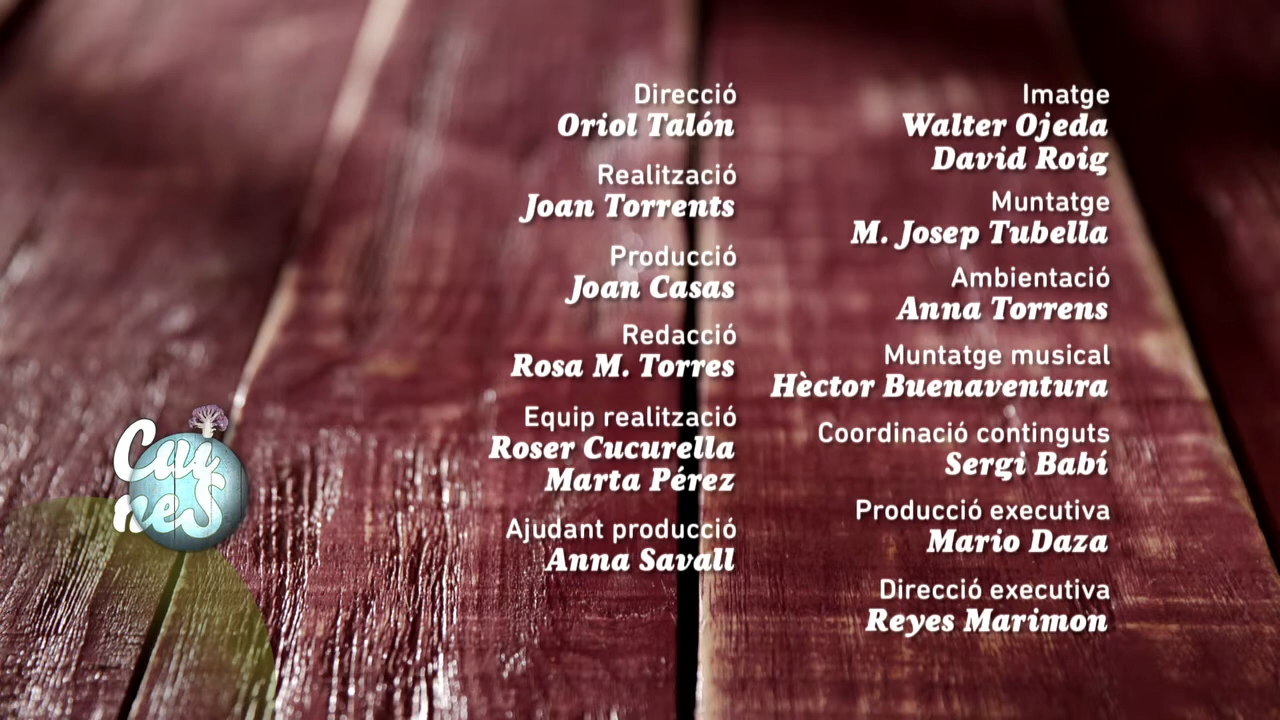 Direcció
Oriol Talón
Realització
Joan Torrents
Producció
Joan Casas
Redacció
Rosa M. Torres
Equip realització
Roser Cucurella
Marta Pérez
Ajudant producció
Anna Savall
Imatge
Walter Ojeda
David Roig
Muntatge
M. Josep Tubella
Ambientació
Anna Torrens
Muntatge musical
Hèctor Buenaventura
Coordinació continguts
Sergi Babí
Producció executiva
Mario Daza
Direcció executiva
Reyes Marimon
Cui
neS